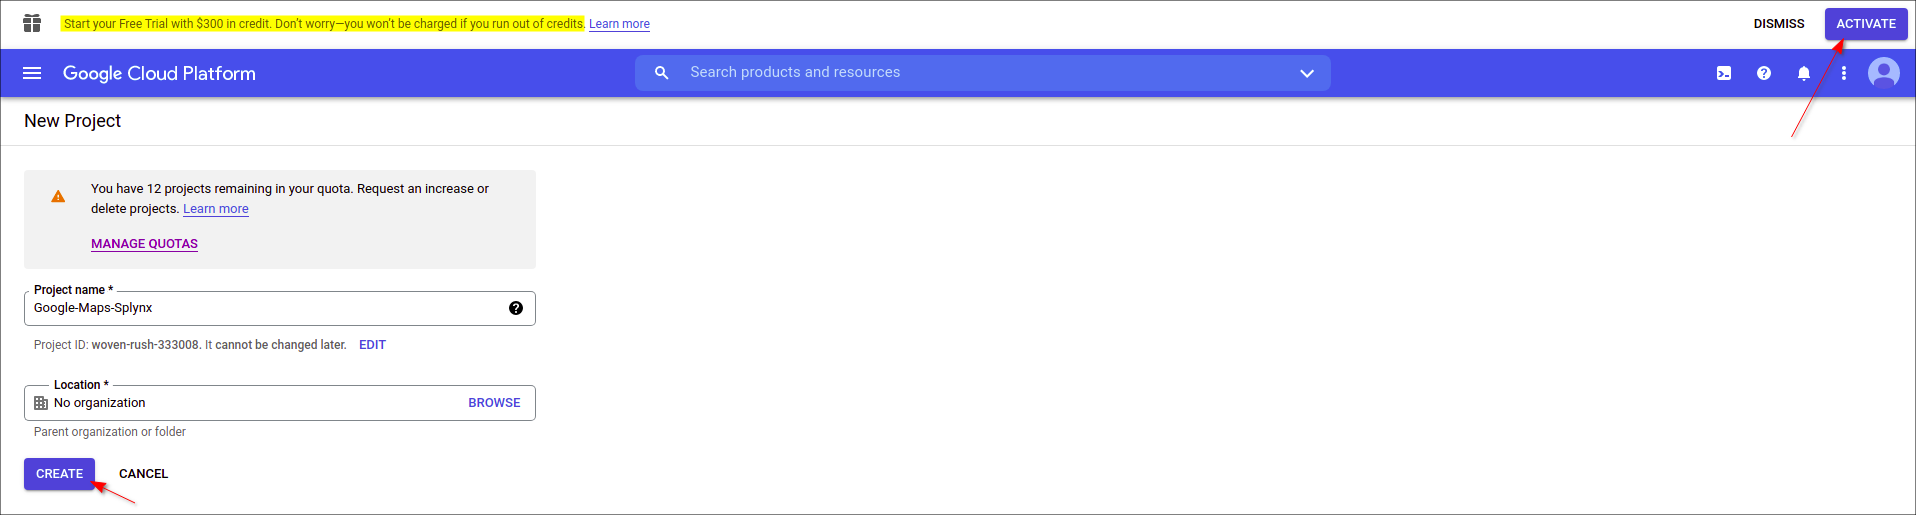 Start your Free Trial with $300 in credit. Don't worry—you won't be charged if you run out of credits. Learn more
DISMISS
ACTIVATE
Google Cloud Platform
Search products and resources
New Project
You have 12 projects remaining in your quota. Request an increase or
delete projects. Learn more
MANAGE QUOTAS
Project name *
Google-Maps-Splynx
Project ID: woven-rush-333008. It cannot be changed later. EDIT
Location *
No organization
BROWSE
Parent organization or folder
CREATE
CANCEL